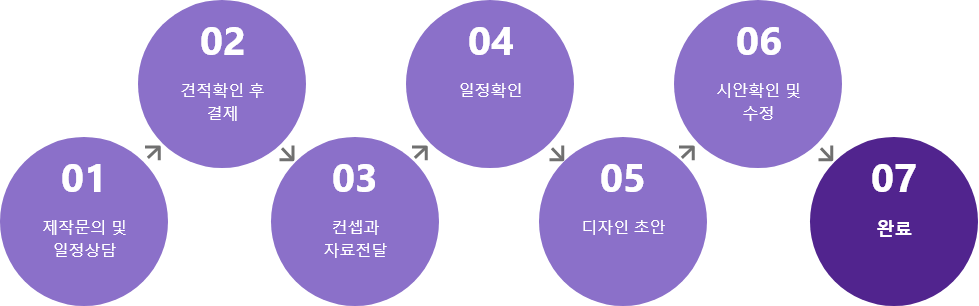 01
제작문의 및
일정상담
02
견적확인 후
결제
03
컨셉과
자료전달
04
일정확인
05
디자인 초안
06
시안확인 및
수정
07
완료